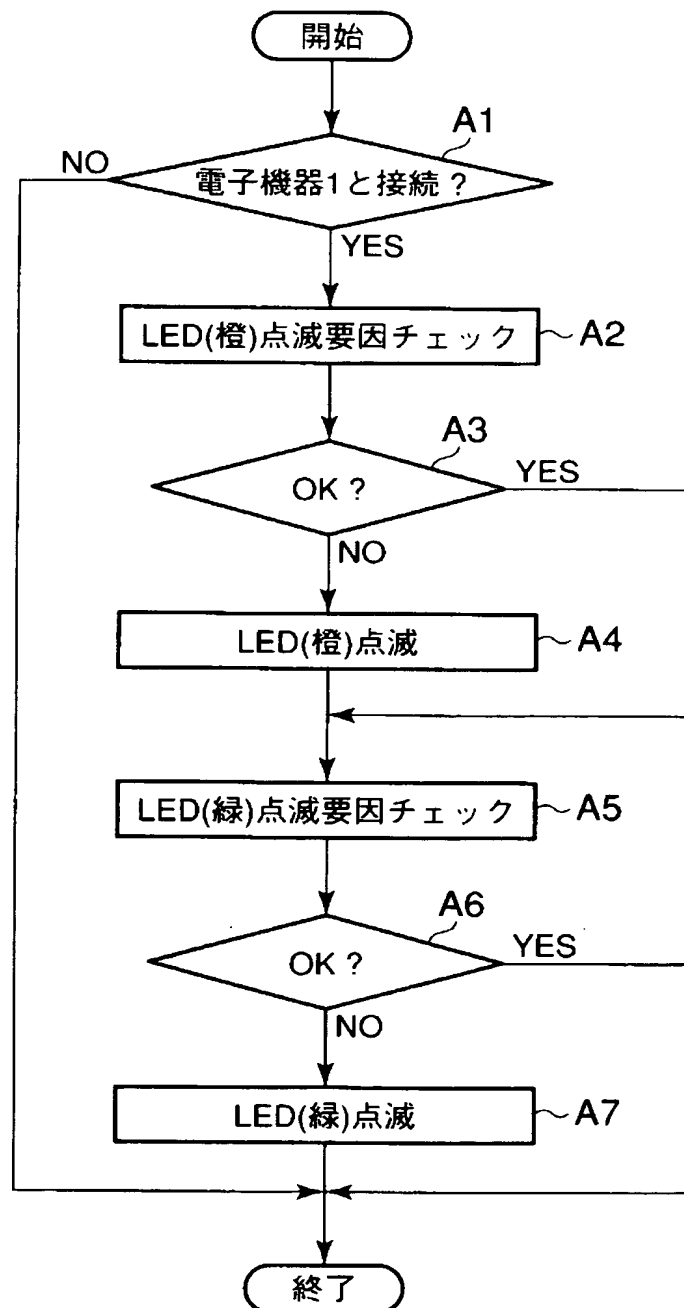 開始
A1
NO
電子機器1と接続?
YES
LED(橙)点滅要因チェック
A2
A3
OK?
YES
NO
LED(橙)点滅
A4
LED(緑)点滅要因チェック
A5
A6
OK?
YES
NO
LED(緑)点滅
A7
終了